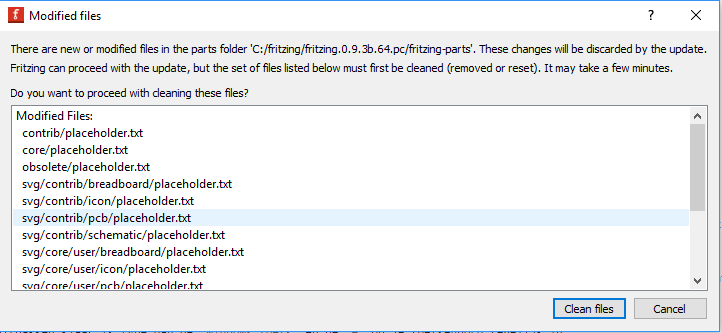 Modified files
There are new or modified files in the parts folder 'C:/fritzing/fritzing.0.9.3b.64.pc/fritzing-parts'. These changes will be discarded by the update.
Fritzing can proceed with the update, but the set of files listed below must first be cleaned (removed or reset). It may take a few minutes.
Do you want to proceed with cleaning these files?
Modified Files:
contrib/placeholder.txt
core/placeholder.txt
obsolete/placeholder.txt
svg/contrib/breadboard/placeholder.txt
svg/contrib/icon/placeholder.txt
svg/contrib/pcb/placeholder.txt
svg/contrib/schematic/placeholder.txt
svg/core/user/breadboard/placeholder.txt
svg/core/user/icon/placeholder.txt
svg/core/user/pcb/placeholder.txt
Clean files
Cancel